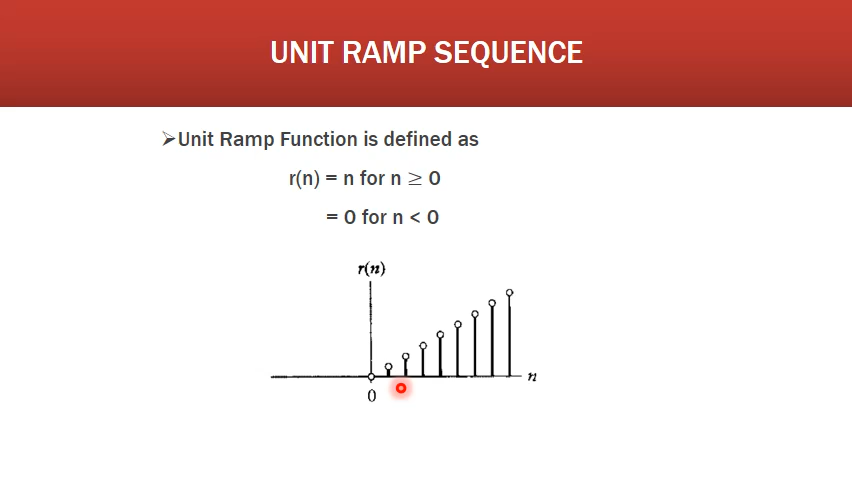 UNIT RAMP SEQUENCE
➢Unit Ramp Function is defined as
r(n) = n for n ≥ 0
= 0 for n < 0
r(n)
n
0